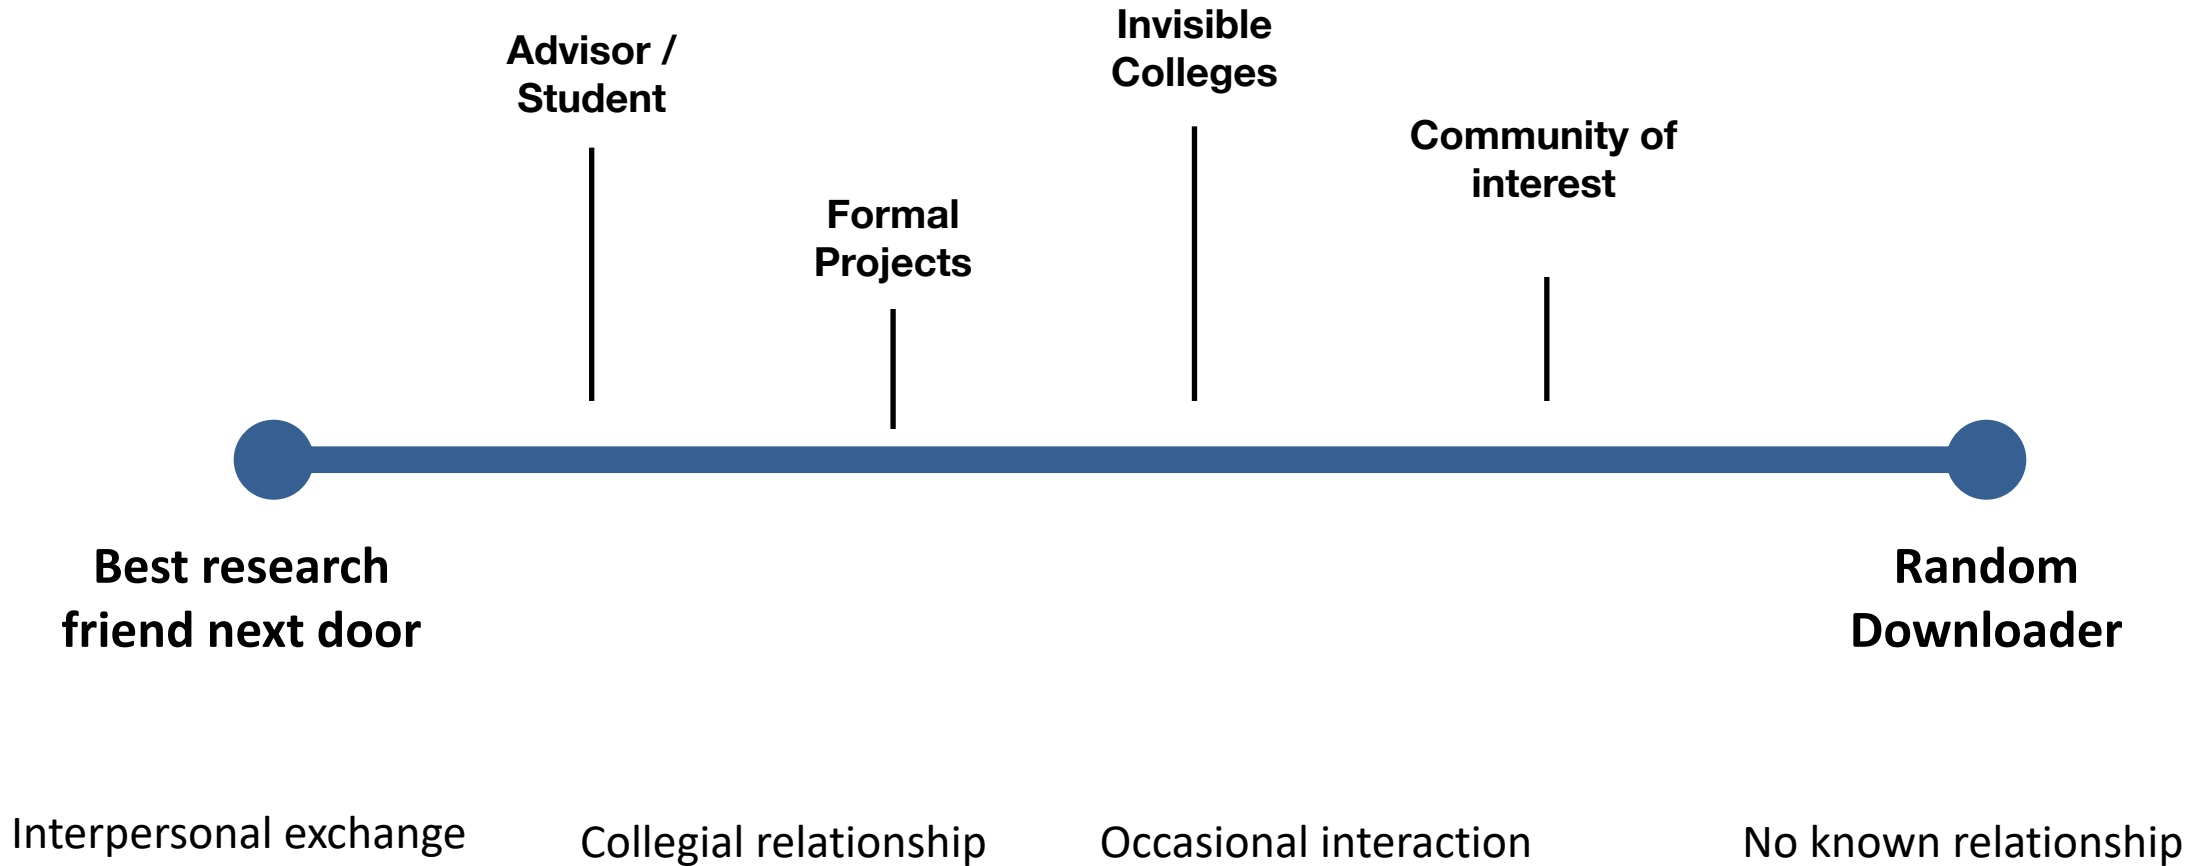 Advisor /
Student
Formal
Projects
Invisible
Colleges
Community of
interest
Best research
friend next door
Random
Downloader
Interpersonal exchange
Collegial relationship
Occasional interaction
No known relationship